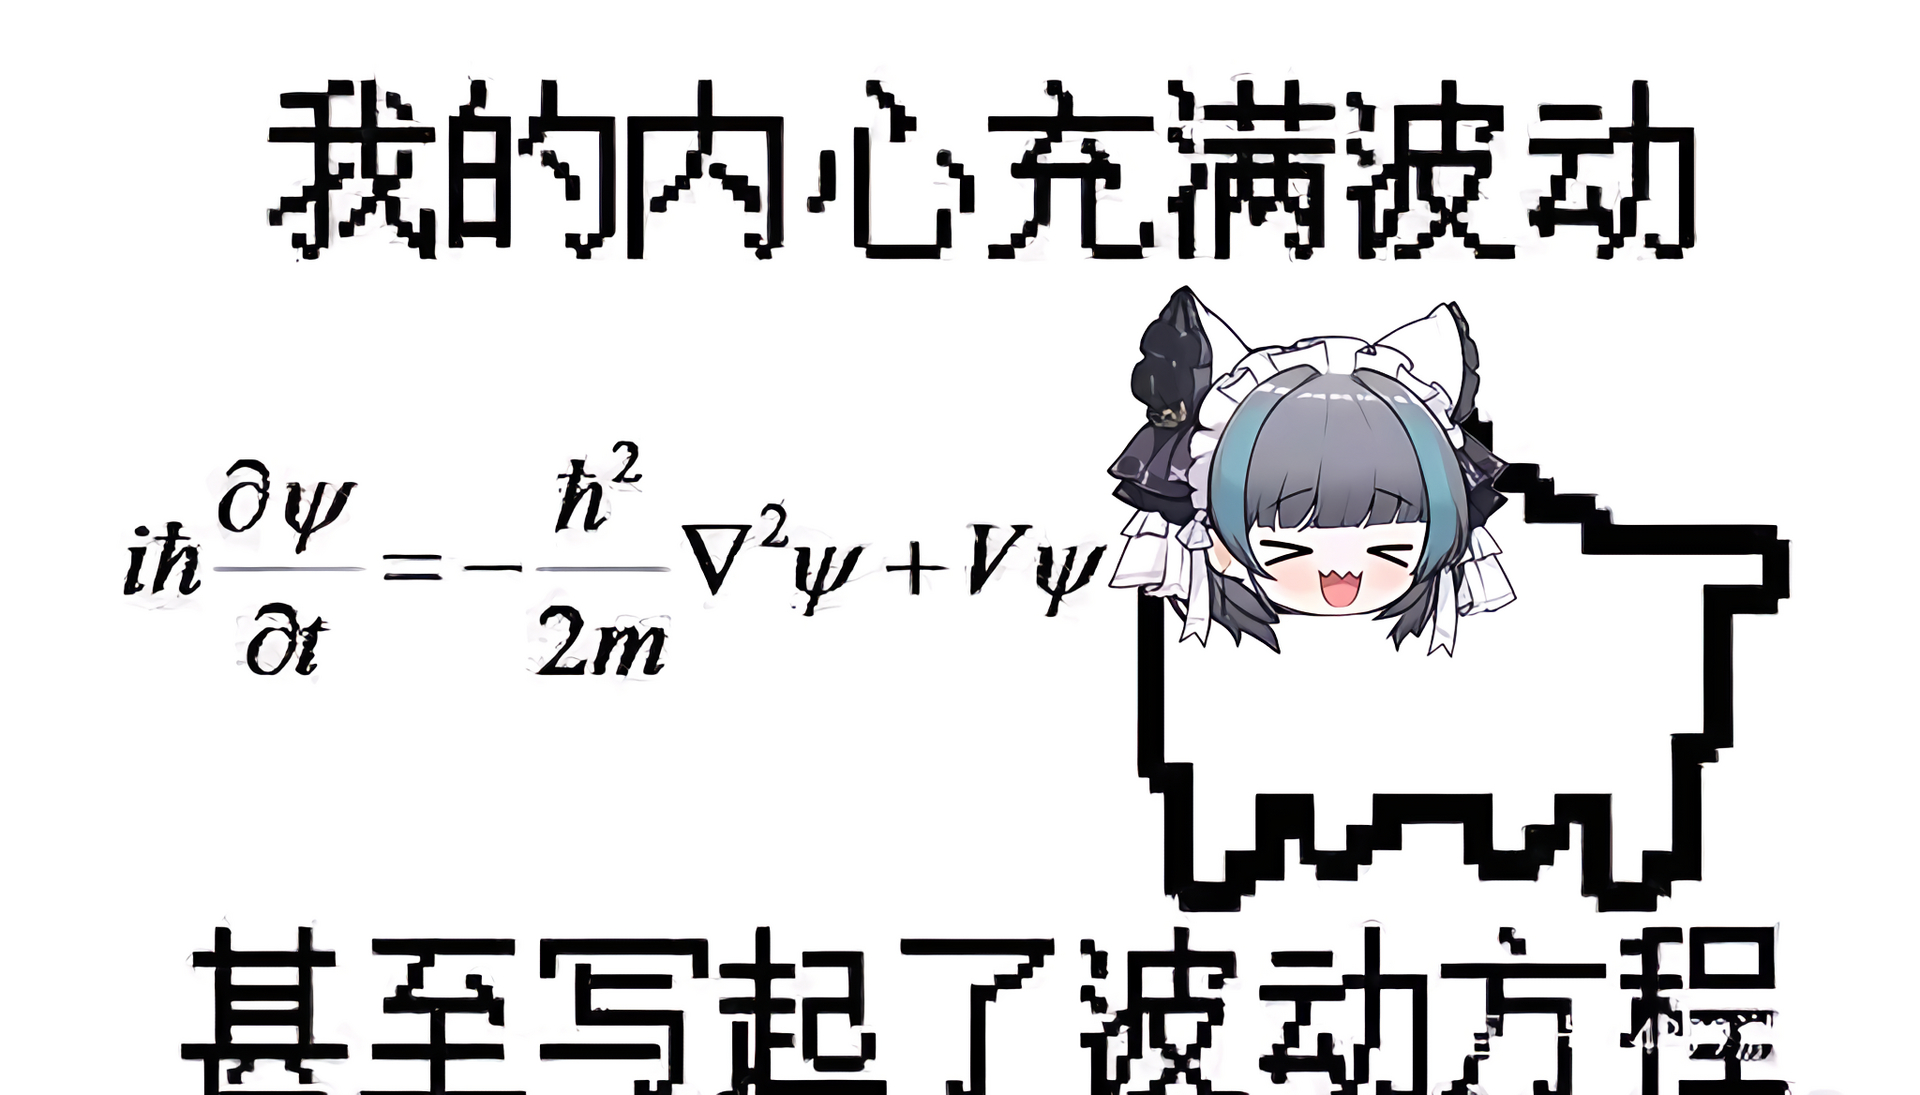 我的内心充满波动
iħ ∂ψ/∂t = − ħ²/2m ∇²ψ + Vψ
甚至写起了波动方程